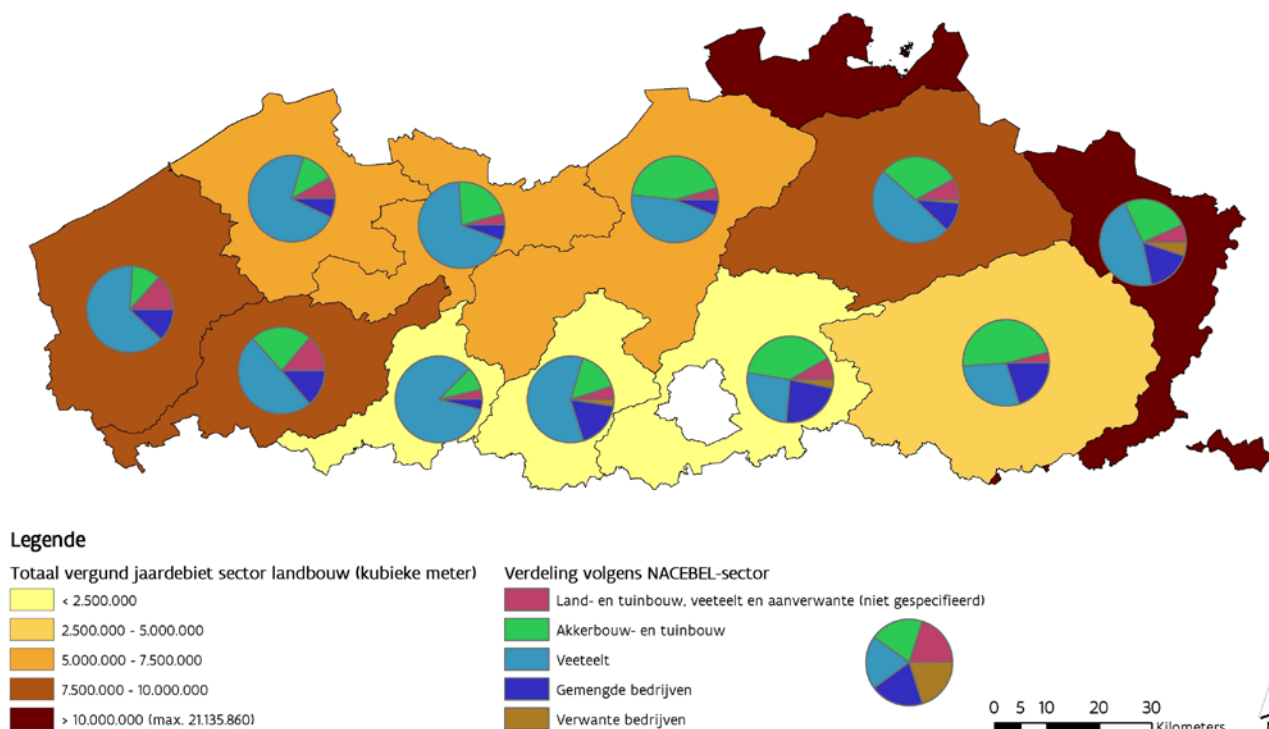 Legende
Totaal vergund jaardebiet sector landbouw (kubieke meter)
< 2.500.000
2.500.000 - 5.000.000
5.000.000 - 7.500.000
7.500.000 - 10.000.000
> 10.000.000 (max. 21.135.860)
Verdeling volgens NACEBEL-sector
Land- en tuinbouw, veeteelt en aanverwante (niet gespecifieerd)
Akkerbouw- en tuinbouw
Veeteelt
Gemengde bedrijven
Verwante bedrijven
0 5 10 20 30
Kilometers